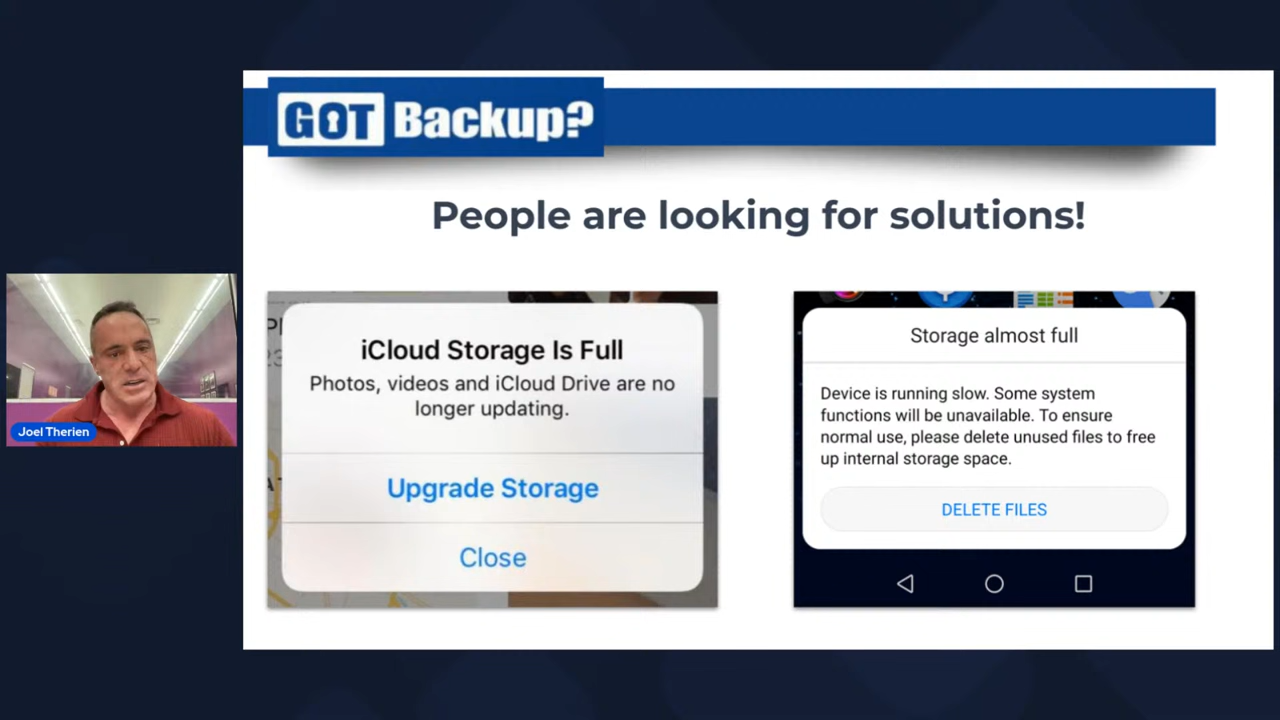 GOT Backup?
People are looking for solutions!
iCloud Storage Is Full
Photos, videos and iCloud Drive are no
longer updating.
Upgrade Storage
Close
Storage almost full
Device is running slow. Some system
functions will be unavailable. To ensure
normal use, please delete unused files to free
up internal storage space.
DELETE FILES
Joel Therien